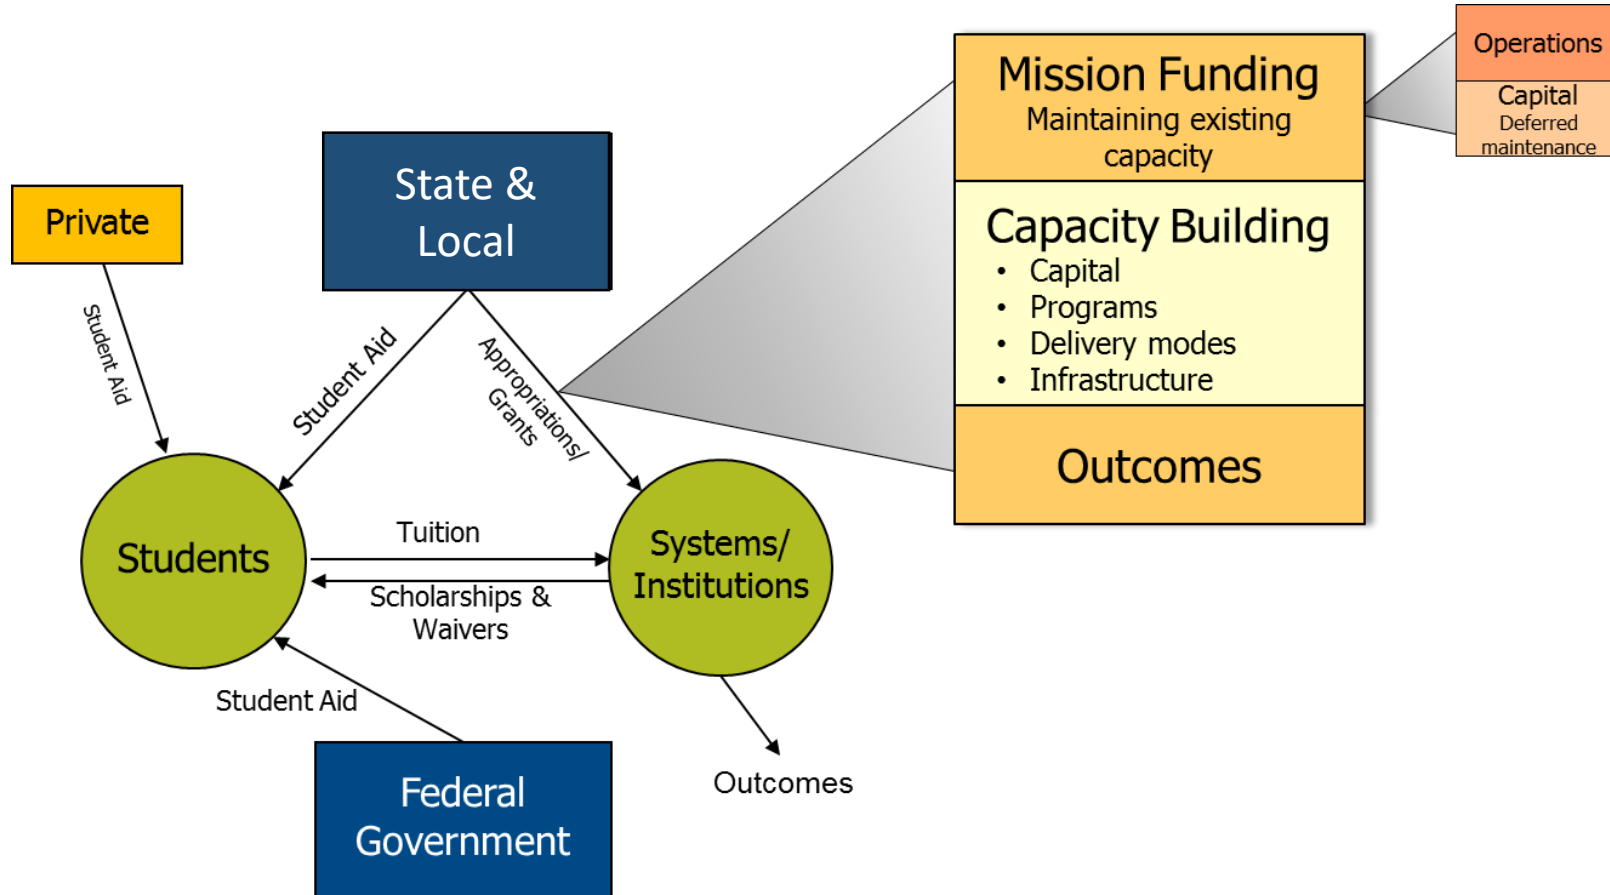 Operations
Capital
Deferred
maintenance
Mission Funding
Maintaining existing
capacity
Capacity Building
• Capital
• Programs
• Delivery modes
• Infrastructure
Outcomes
State &
Local
Private
Student Aid
Student Aid
Appropriations/
Grants
Students
Tuition
Scholarships &
Waivers
Systems/
Institutions
Student Aid
Federal
Government
Outcomes